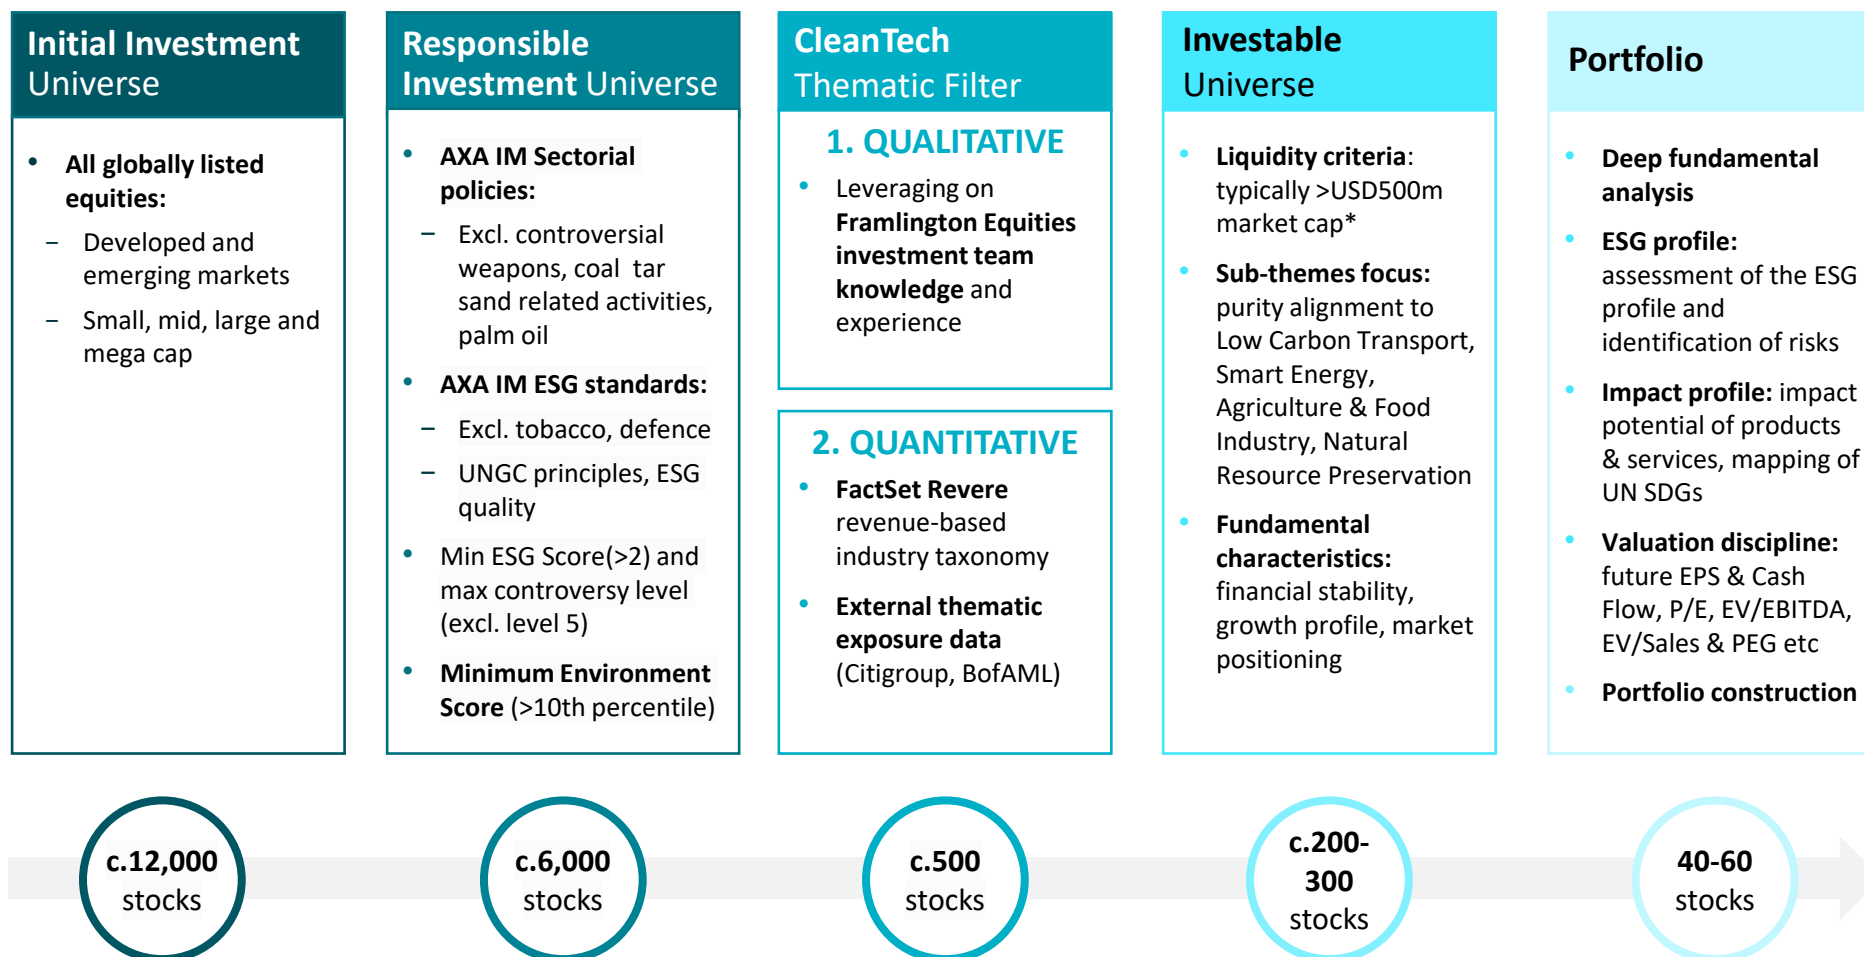 Initial Investment
Universe
• All globally listed
equities:
– Developed and
emerging markets
– Small, mid, large and
mega cap
Responsible
Investment Universe
• AXA IM Sectorial
policies:
– Excl. controversial
weapons, coal tar
sand related activities,
palm oil
• AXA IM ESG standards:
– Excl. tobacco, defence
– UNGC principles, ESG
quality
• Min ESG Score(>2) and
max controversy level
(excl. level 5)
• Minimum Environment
Score (>10th percentile)
CleanTech
Thematic Filter
1. QUALITATIVE
• Leveraging on
Framlington Equities
investment team
knowledge and
experience
2. QUANTITATIVE
• FactSet Revere
revenue-based
industry taxonomy
• External thematic
exposure data
(Citigroup, BofAML)
Investable
Universe
• Liquidity criteria:
typically >USD500m
market cap*
• Sub-themes focus:
purity alignment to
Low Carbon Transport,
Smart Energy,
Agriculture & Food
Industry, Natural
Resource Preservation
• Fundamental
characteristics:
financial stability,
growth profile, market
positioning
Portfolio
• Deep fundamental
analysis
• ESG profile:
assessment of the ESG
profile and
identification of risks
• Impact profile: impact
potential of products
& services, mapping of
UN SDGs
• Valuation discipline:
future EPS & Cash
Flow, P/E, EV/EBITDA,
EV/Sales & PEG etc
• Portfolio construction
c.12,000
stocks
c.6,000
stocks
c.500
stocks
c.200-
300
stocks
40-60
stocks